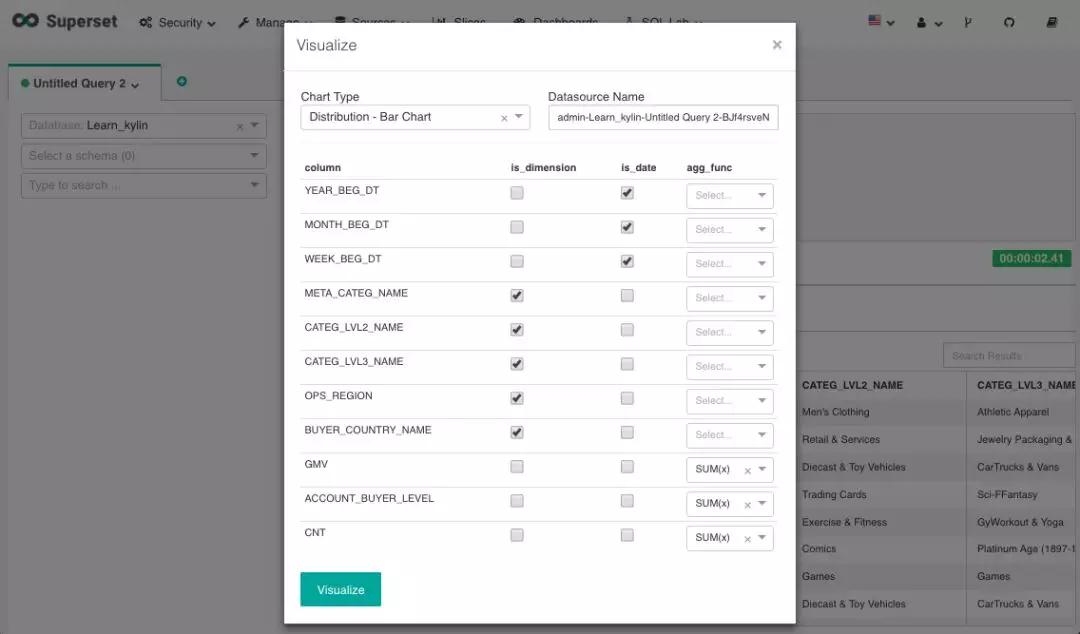 Superset Security Manage Sources Slices Dashboards SQL Lab
Visualize ×
Untitled Query 2
Chart Type Datasource Name
Distribution - Bar Chart × admin-Learn_kylin-Untitled Query 2-BJf4rsveN
Database: Learn_kylin ×
Select a schema (0)
Type to search ...
column is_dimension is_date agg_func
YEAR_BEG_DT Select...
MONTH_BEG_DT Select...
WEEK_BEG_DT Select...
00:00:02.41
META_CATEG_NAME Select...
CATEG_LVL2_NAME Select...
Search Results
CATEG_LVL3_NAME Select...
CATEG_LVL2_NAME CATEG_LVL3_NAME
OPS_REGION Select...
Men's Clothing Athletic Apparel
BUYER_COUNTRY_NAME Select...
Retail & Services Jewelry Packaging &
GMV SUM(x) ×
Diecast & Toy Vehicles CarTrucks & Vans
Trading Cards Sci-FFantasy
ACCOUNT_BUYER_LEVEL SUM(x) ×
Exercise & Fitness GyWorkout & Yoga
CNT SUM(x) ×
Comics Platinum Age (1897-1
Games Games
Visualize
Diecast & Toy Vehicles CarTrucks & Vans